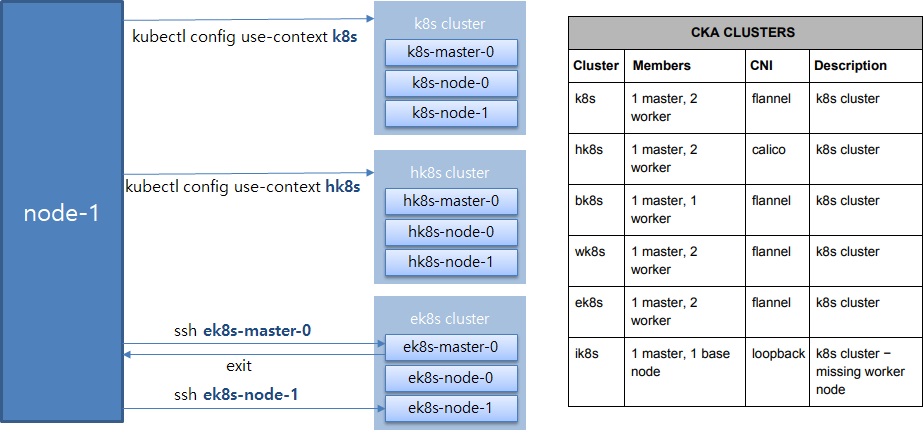 node-1
kubectl config use-context k8s
k8s cluster
k8s-master-0
k8s-node-0
k8s-node-1
kubectl config use-context hk8s
hk8s cluster
hk8s-master-0
hk8s-node-0
hk8s-node-1
ssh ek8s-master-0
exit
ssh ek8s-node-1
ek8s cluster
ek8s-master-0
ek8s-node-0
ek8s-node-1
CKA CLUSTERS
Cluster Members CNI Description
k8s 1 master, 2 flannel k8s cluster
worker
hk8s 1 master, 2 calico k8s cluster
worker
bk8s 1 master, 1 flannel k8s cluster
worker
wk8s 1 master, 2 flannel k8s cluster
worker
ek8s 1 master, 2 flannel k8s cluster
worker
ik8s 1 master, 1 base loopback k8s cluster −
node missing worker
node